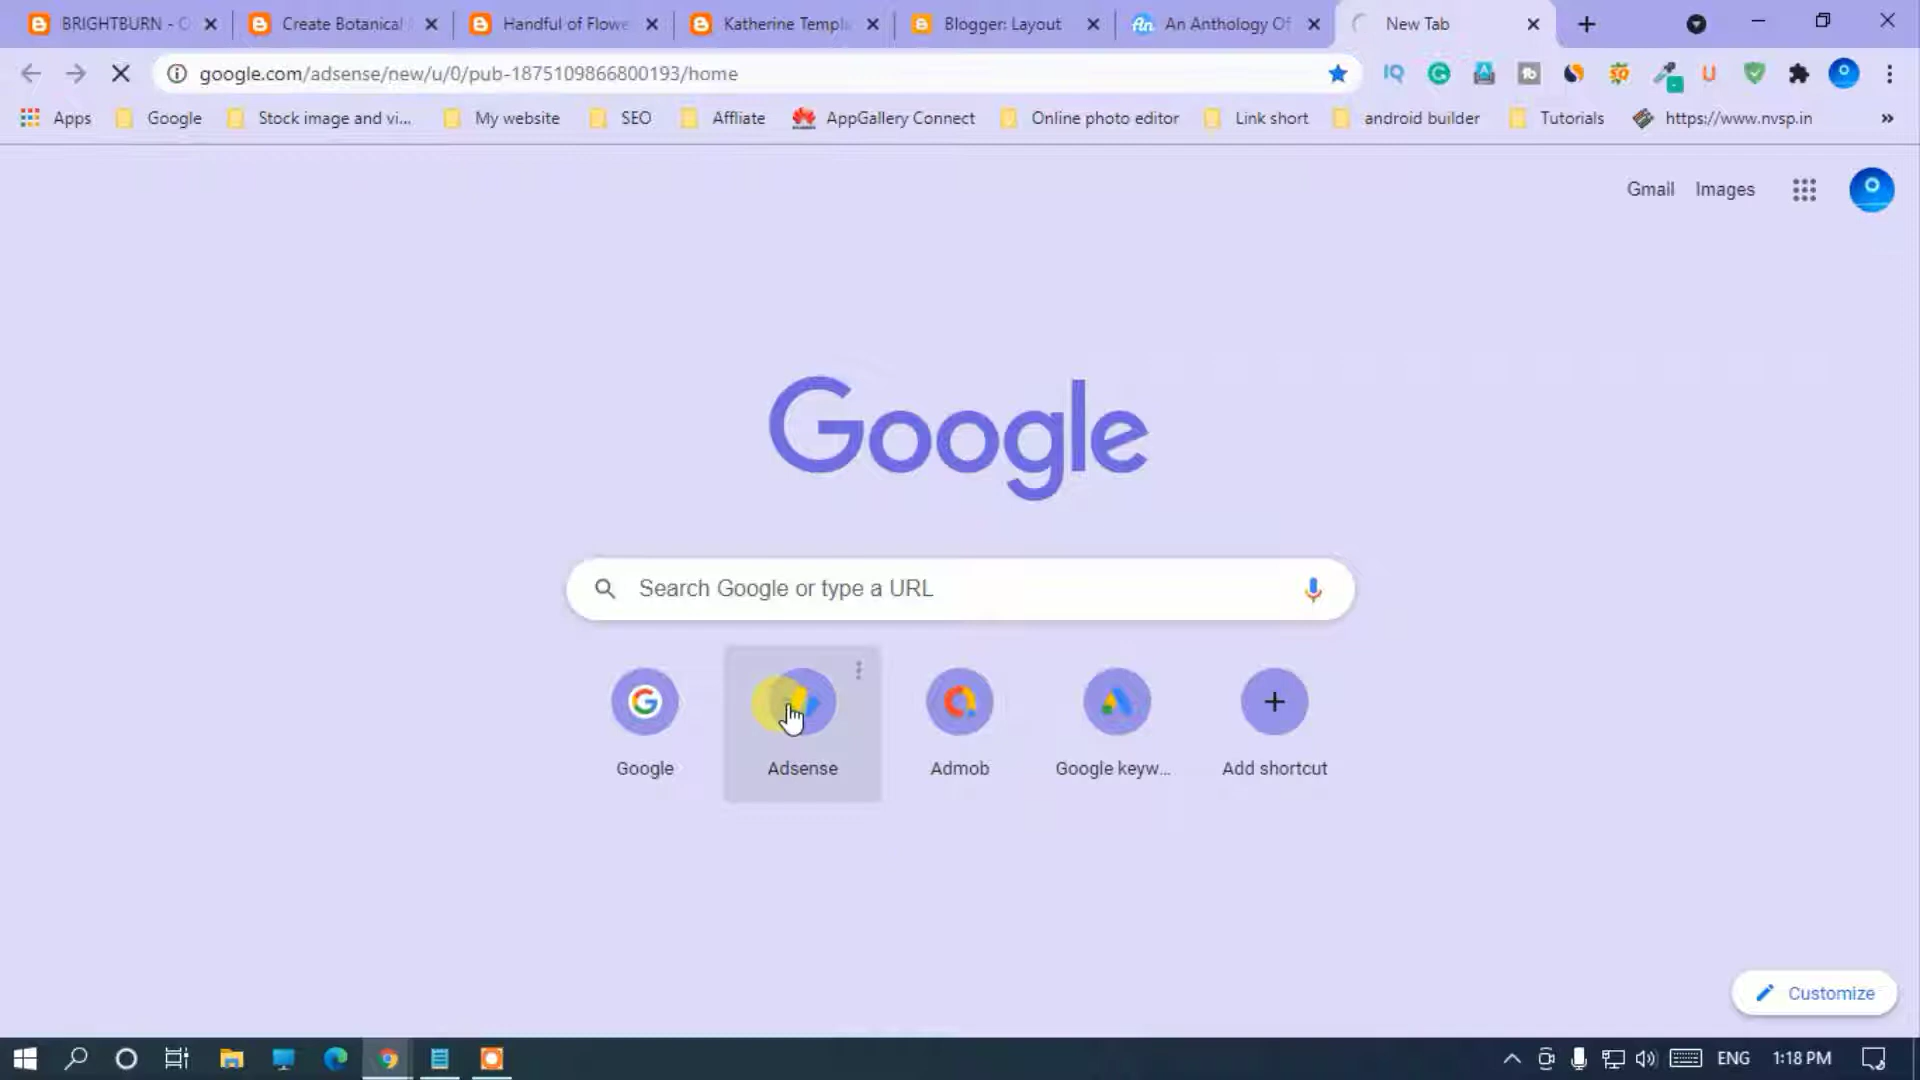 BRIGHTBURN - O
Create Botanical
Handful of Flowe
Katherine Templ
Blogger: Layout
An An Anthology Of
New Tab
google.com/adsense/new/u/0/pub-1875109866800193/home
Apps
Google
Stock image and vi...
My website
SEO
Affliate
AppGallery Connect
Online photo editor
Link short
android builder
Tutorials
https://www.nvsp.in
»
Gmail
Images
Google
Search Google or type a URL
Google
Adsense
Admob
Google keyw...
Add shortcut
Customize
ENG
1:18 PM